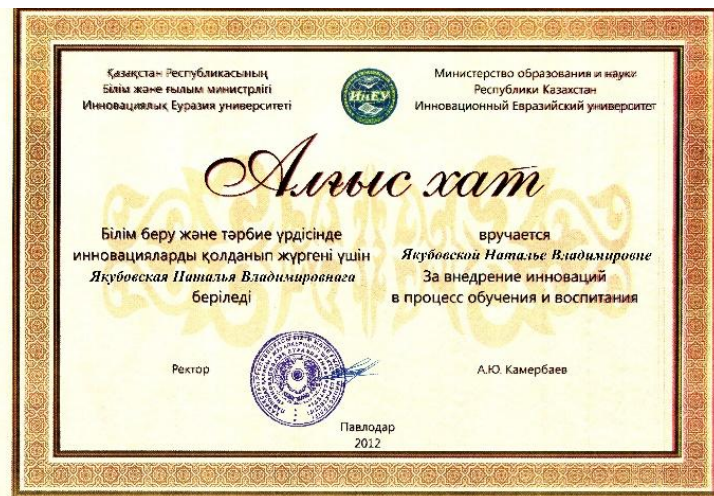 Қазақстан Республикасының
Білім және ғылым министрлігі
Инновациялық Еуразия университеті
ИнЕУ
Министерство образования и науки
Республики Казахстан
Инновационный Евразийский университет
Алғыс хат
Білім беру және тәрбие үрдісінде
инновацияларды қолданып жүргені үшін
Якубовская Наталья Владимировнаға
беріледі
вручается
Якубовской Наталье Владимировне
За внедрение инноваций
в процесс обучения и воспитания
Ректор
А.Ю. Камербаев
Павлодар
2012